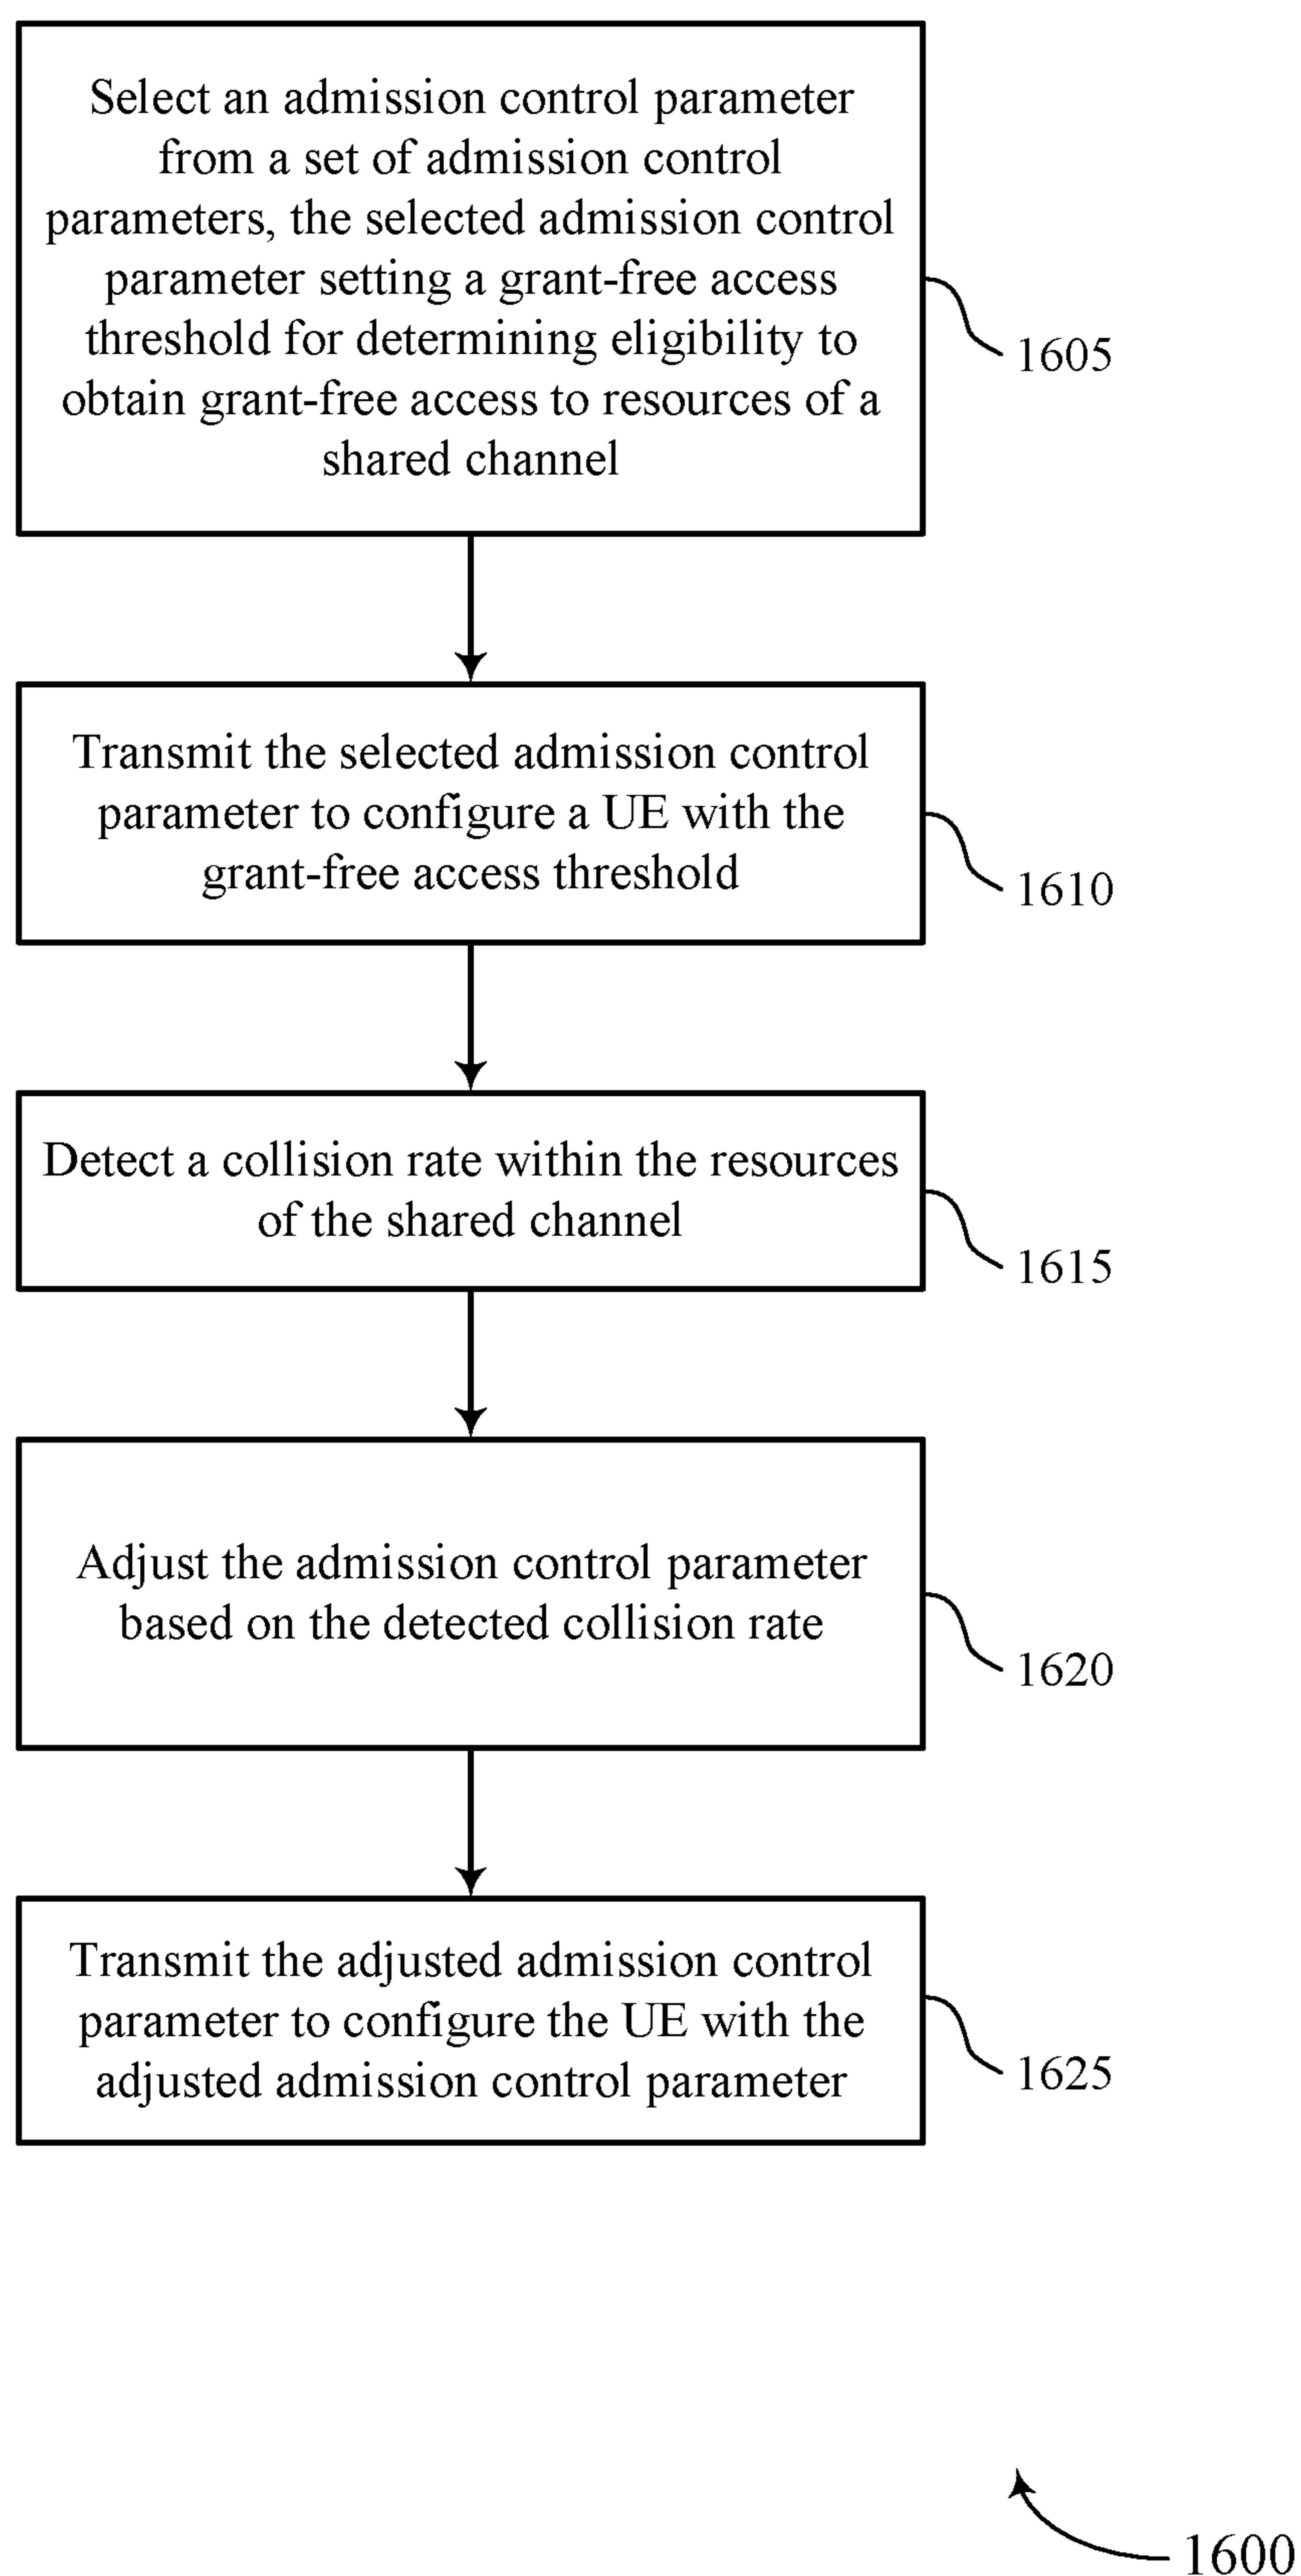 Select an admission control parameter
from a set of admission control
parameters, the selected admission control
parameter setting a grant-free access
threshold for determining eligibility to
obtain grant-free access to resources of a
shared channel
1605
Transmit the selected admission control
parameter to configure a UE with the
grant-free access threshold
1610
Detect a collision rate within the resources
of the shared channel
1615
Adjust the admission control parameter
based on the detected collision rate
1620
Transmit the adjusted admission control
parameter to configure the UE with the
adjusted admission control parameter
1625
1600